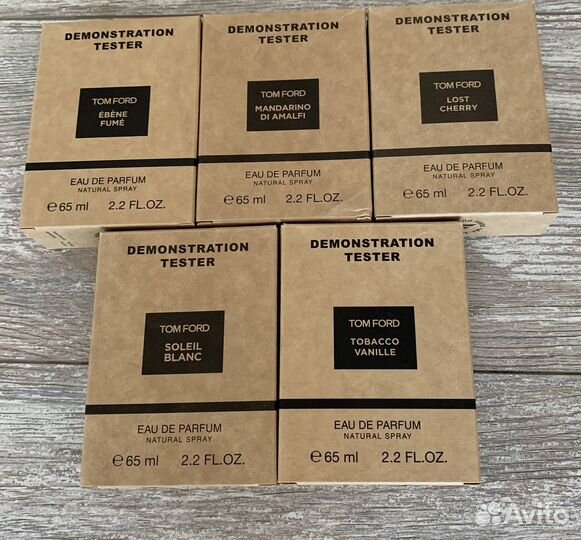 DEMONSTRATION
TESTER
TOM FORD
ÉBÈNE
FUMÉ
EAU DE PARFUM
NATURAL SPRAY
℮ 65 ml 2.2 FL.OZ.
DEMONSTRATION
TESTER
TOM FORD
MANDARINO
DI AMALFI
EAU DE PARFUM
NATURAL SPRAY
℮ 65 ml 2.2 FL.OZ.
DEMONSTRATION
TESTER
TOM FORD
LOST
CHERRY
EAU DE PARFUM
NATURAL SPRAY
℮ 65 ml 2.2 FL.OZ.
DEMONSTRATION
TESTER
TOM FORD
SOLEIL
BLANC
EAU DE PARFUM
NATURAL SPRAY
℮ 65 ml 2.2 FL.OZ.
DEMONSTRATION
TESTER
TOM FORD
TOBACCO
VANILLE
EAU DE PARFUM
NATURAL SPRAY
℮ 65 ml 2.2 FL.OZ.
Avito